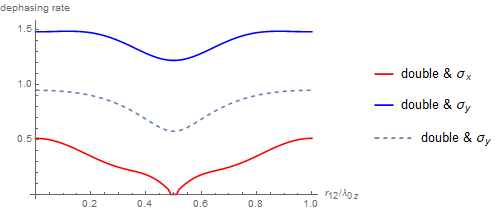 dephasing rate
1.5
1.0
0.5
0.2
0.4
0.6
0.8
1.0
r12/λ0 z
double & σx
double & σy
double & σy